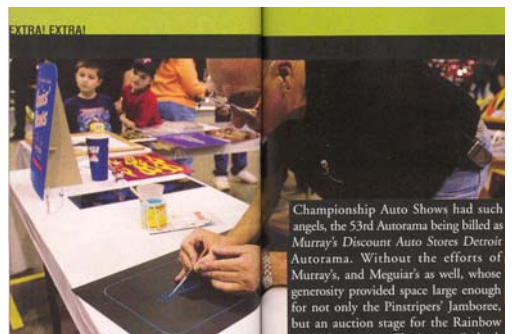 EXTRA! EXTRA!
Championship Auto Shows had such
angels, the 53rd Autorama being billed as
Murray's Discount Auto Stores Detroit
Autorama. Without the efforts of
Murray's, and Meguiar's as well, whose
generosity provided space large enough
for not only the Pinstripers' Jamboree,
but an auction stage for the Rainbow